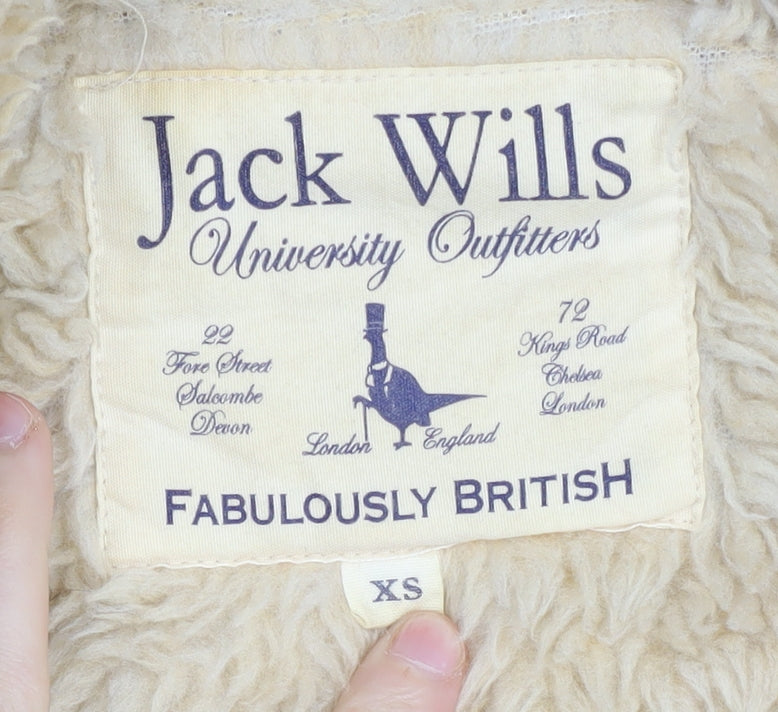 Jack Wills
University Outfitters
22
Fore Street
Salcombe
Devon
72
Kings Road
Chelsea
London
London England
FABULOUSLY BRITISH
XS